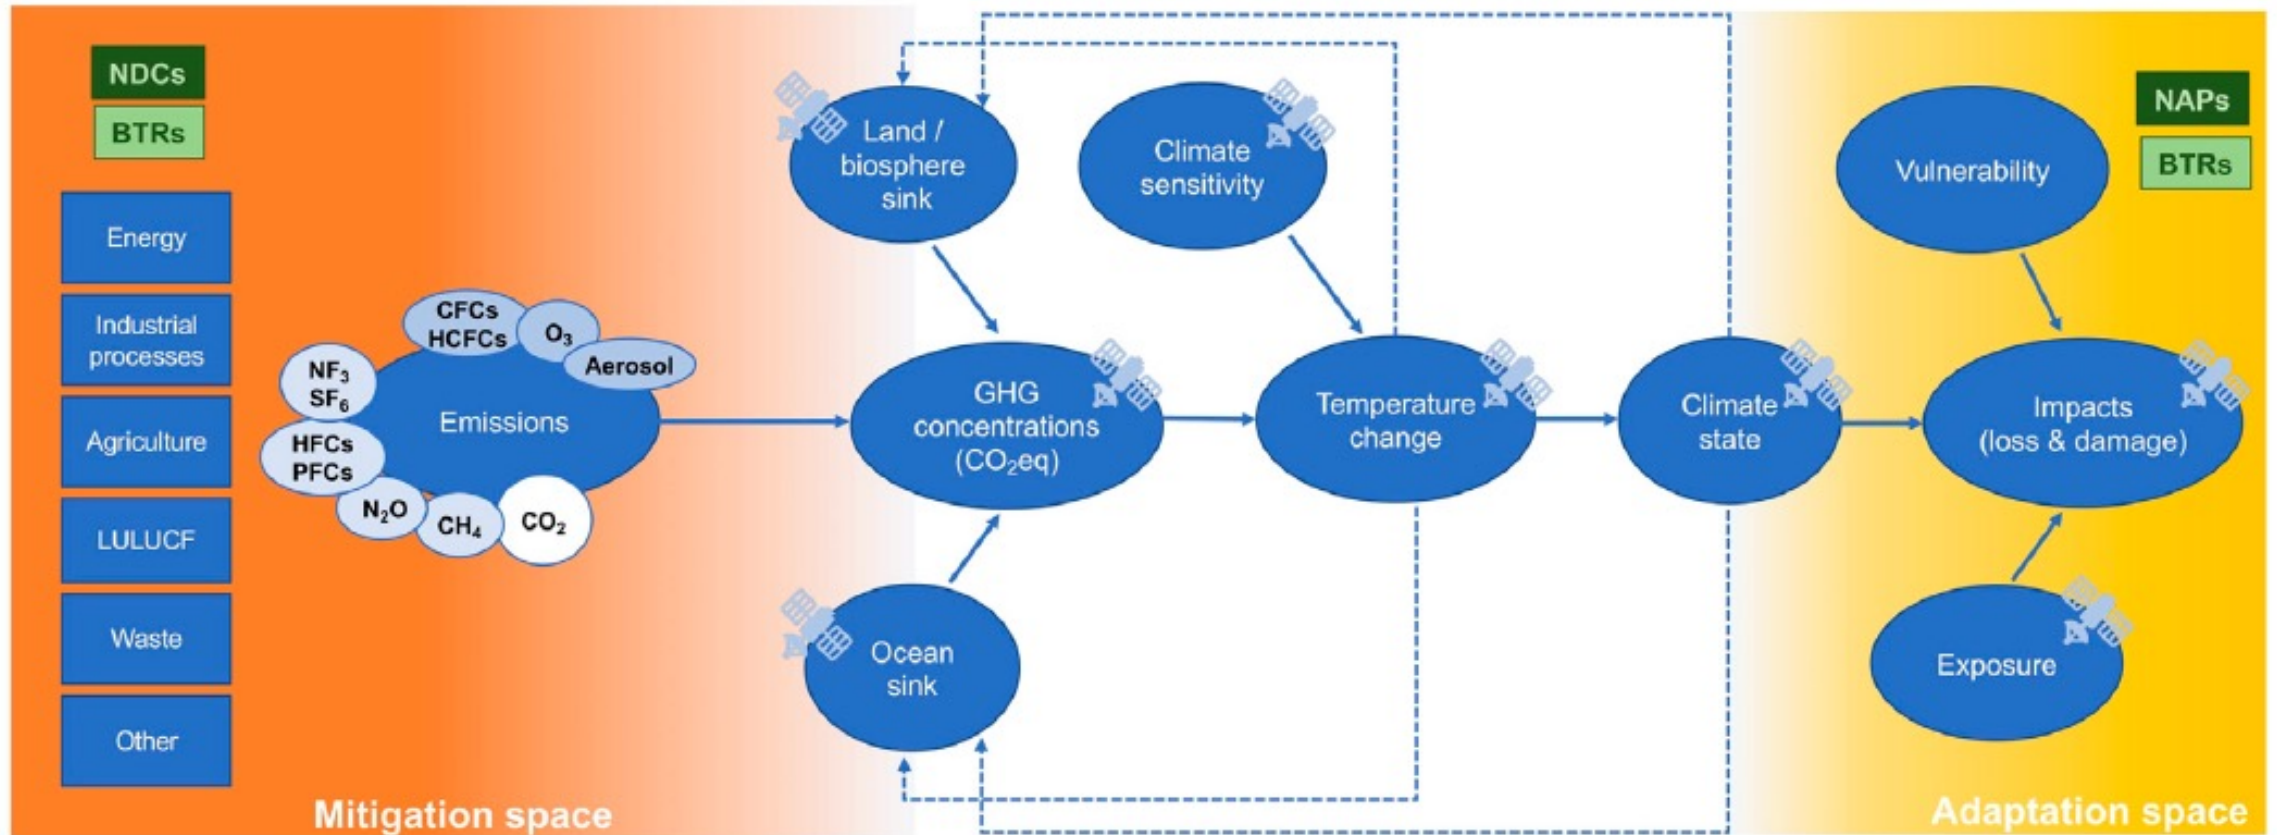 NDCs
BTRs
Energy
Industrial
processes
Agriculture
LULUCF
Waste
Other
CFCs
HCFCs
O₃
Aerosol
NF₃
SF₆
HFCs
PFCs
N₂O
CH₄
CO₂
Emissions
Mitigation space
Land /
biosphere
sink
Climate
sensitivity
GHG
concentrations
(CO₂eq)
Temperature
change
Climate
state
Ocean
sink
Vulnerability
NAPs
BTRs
Impacts
(loss & damage)
Exposure
Adaptation space